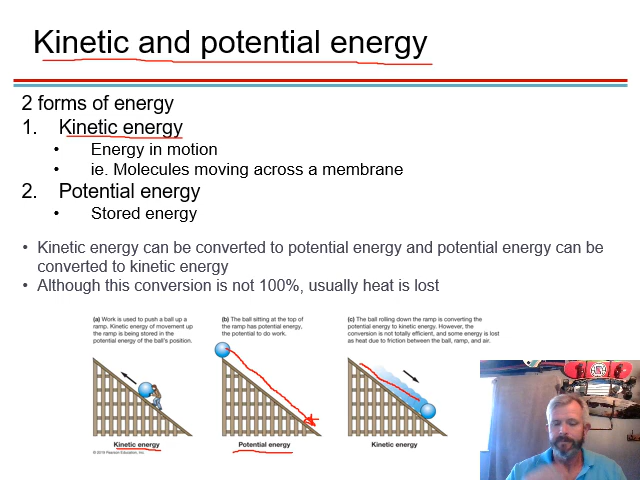 Kinetic and potential energy
2 forms of energy
1. Kinetic energy
• Energy in motion
• ie. Molecules moving across a membrane
2. Potential energy
• Stored energy
• Kinetic energy can be converted to potential energy and potential energy can be
converted to kinetic energy
• Although this conversion is not 100%, usually heat is lost
(a) Work is used to push a ball up a
ramp. Kinetic energy of movement up
the ramp is being stored in the
potential energy of the ball's position.
(b) The ball sitting at the top of
the ramp has potential energy,
the potential to do work.
(c) The ball rolling down the ramp is converting the
potential energy to kinetic energy. However, the
conversion is not totally efficient, and some energy is lost
as heat due to friction between the ball, ramp, and air.
Kinetic energy
Potential energy
Kinetic energy
© 2019 Pearson Education, Inc.